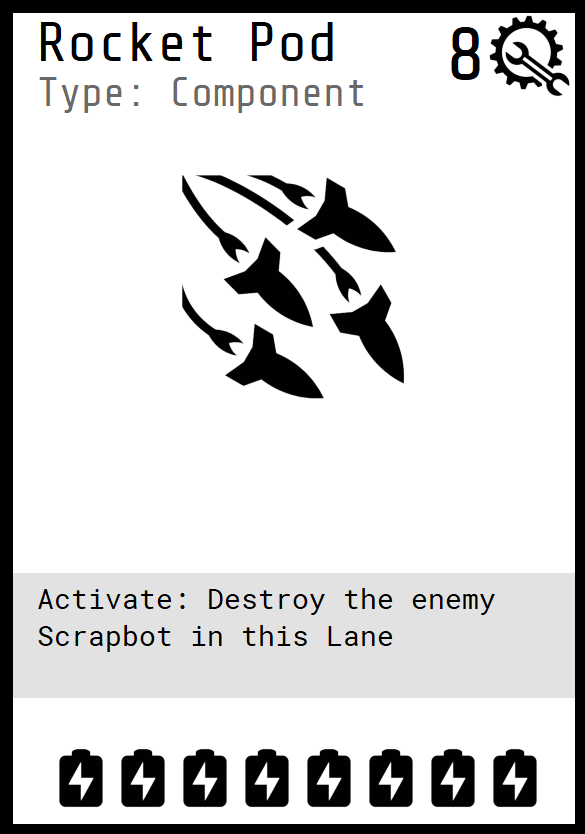 Rocket Pod
8
Type: Component
Activate: Destroy the enemy
Scrapbot in this Lane